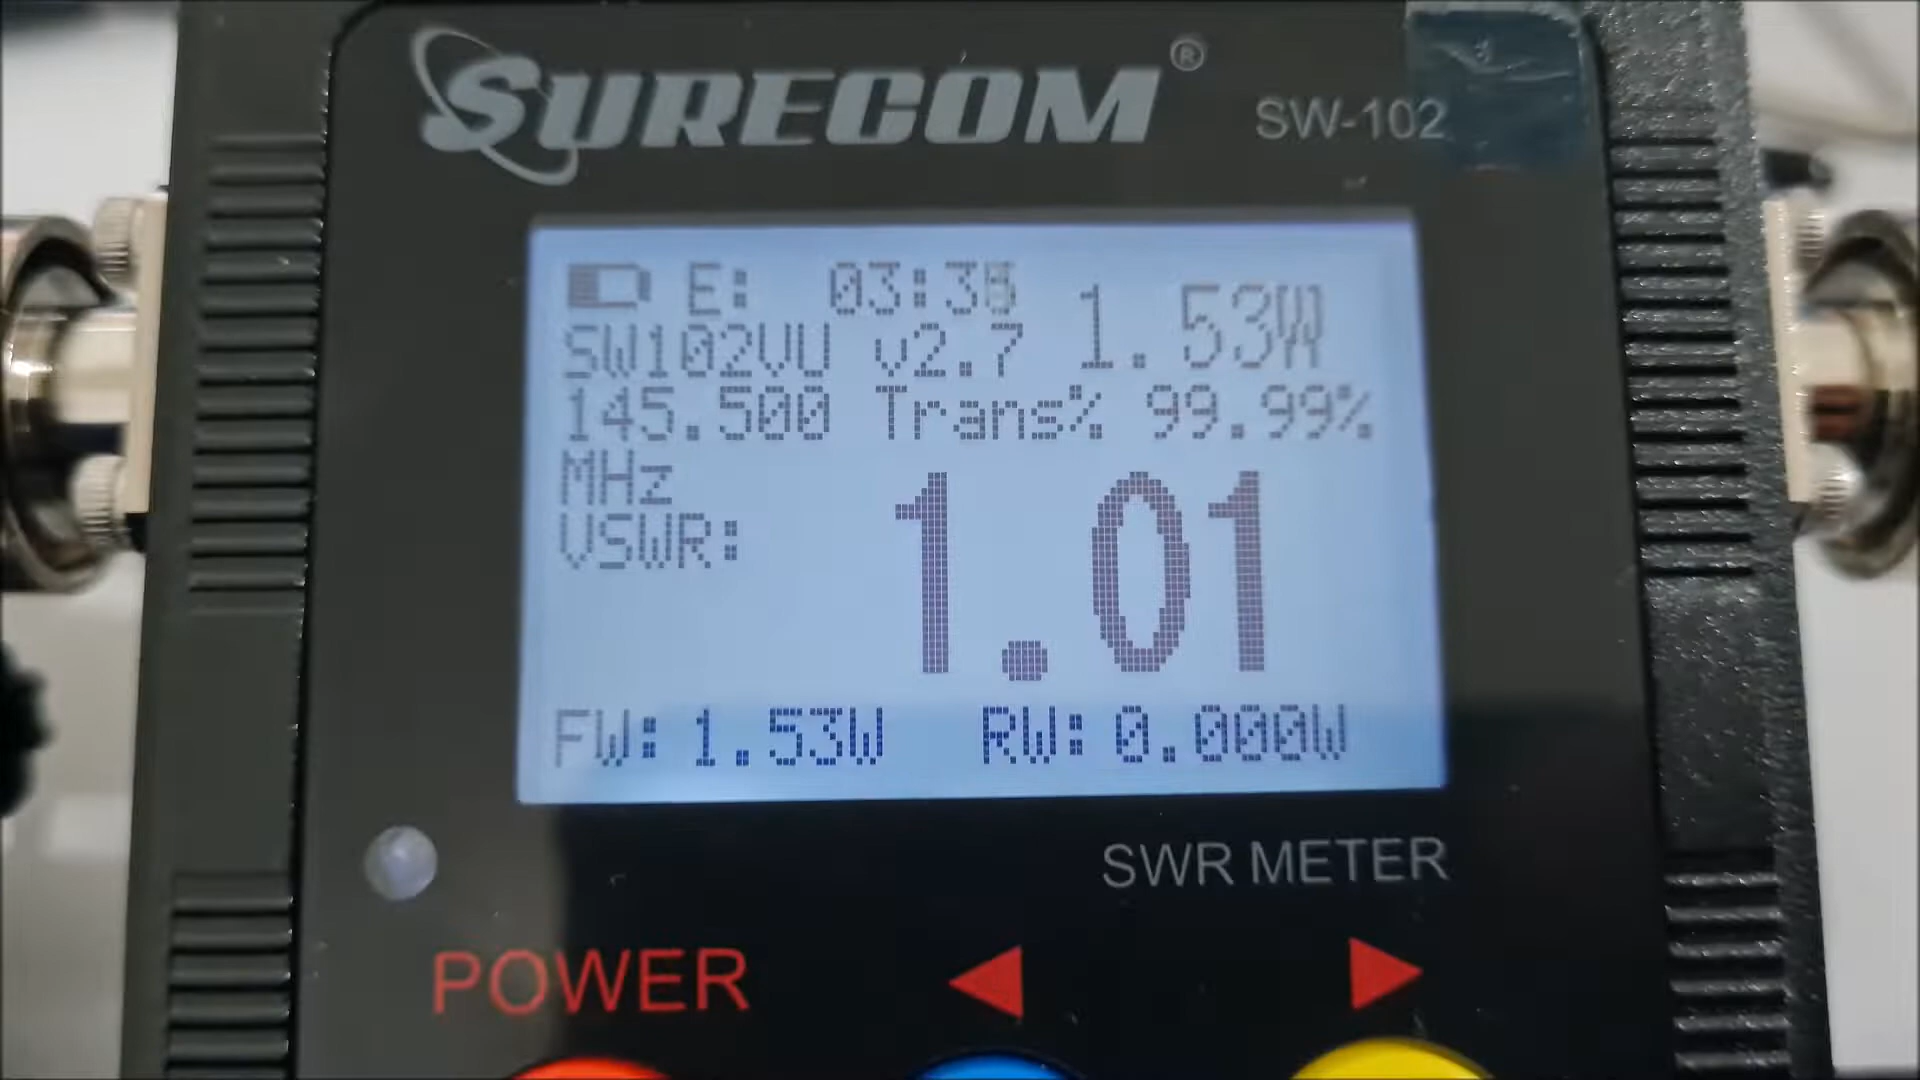 SURECOM ®
SW-102
E: 03:35 1.53W
SW102VU v2.7
145.500 Trans% 99.99%
MHz
VSWR: 1.01
FW: 1.53W RW: 0.000W
SWR METER
POWER ◀ ▶